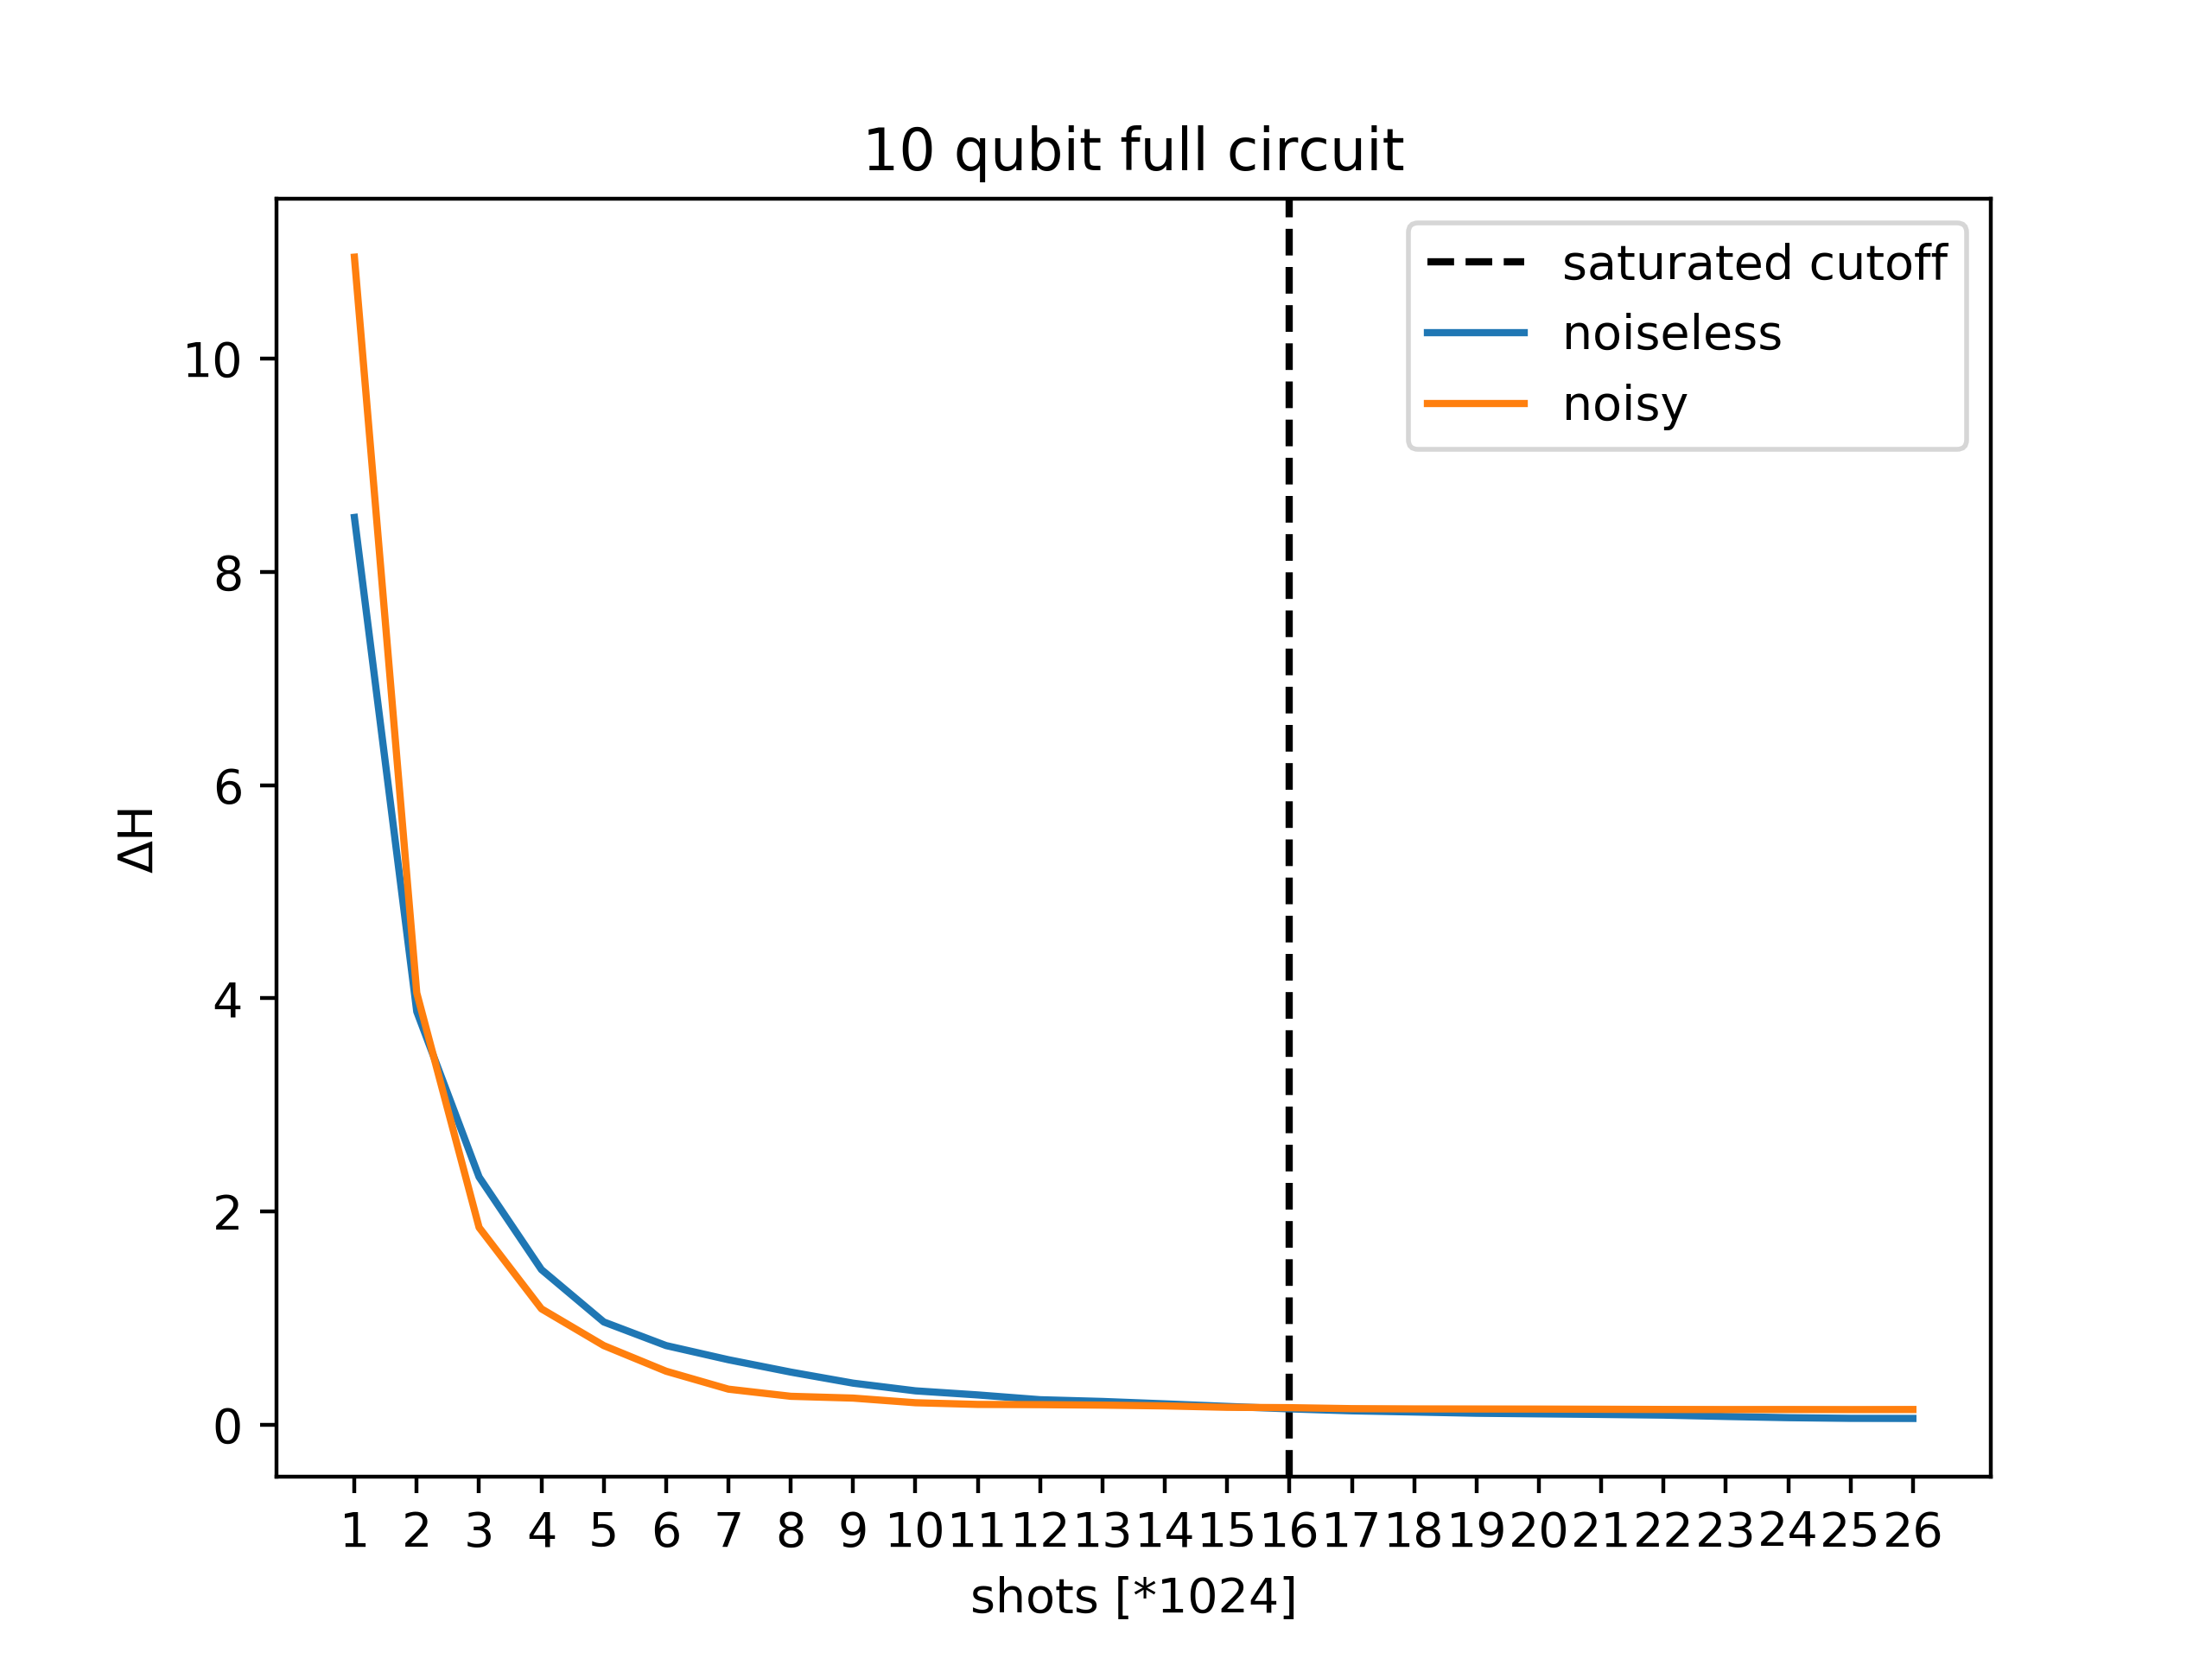 10 qubit full circuit
saturated cutoff
noiseless
noisy
10
8
6
4
2
0
ΔH
1 2 3 4 5 6 7 8 9 10 11 12 13 14 15 16 17 18 19 20 21 22 23 24 25 26
shots [*1024]